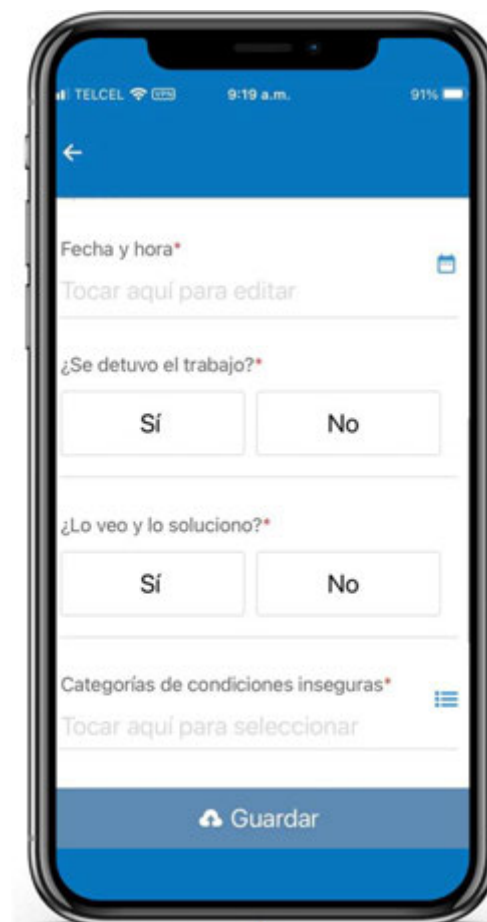 TELCEL VPN 9:19 a.m. 91%
Fecha y hora*
Tocar aquí para editar
¿Se detuvo el trabajo?*
Sí No
¿Lo veo y lo soluciono?*
Sí No
Categorías de condiciones inseguras*
Tocar aquí para seleccionar
Guardar